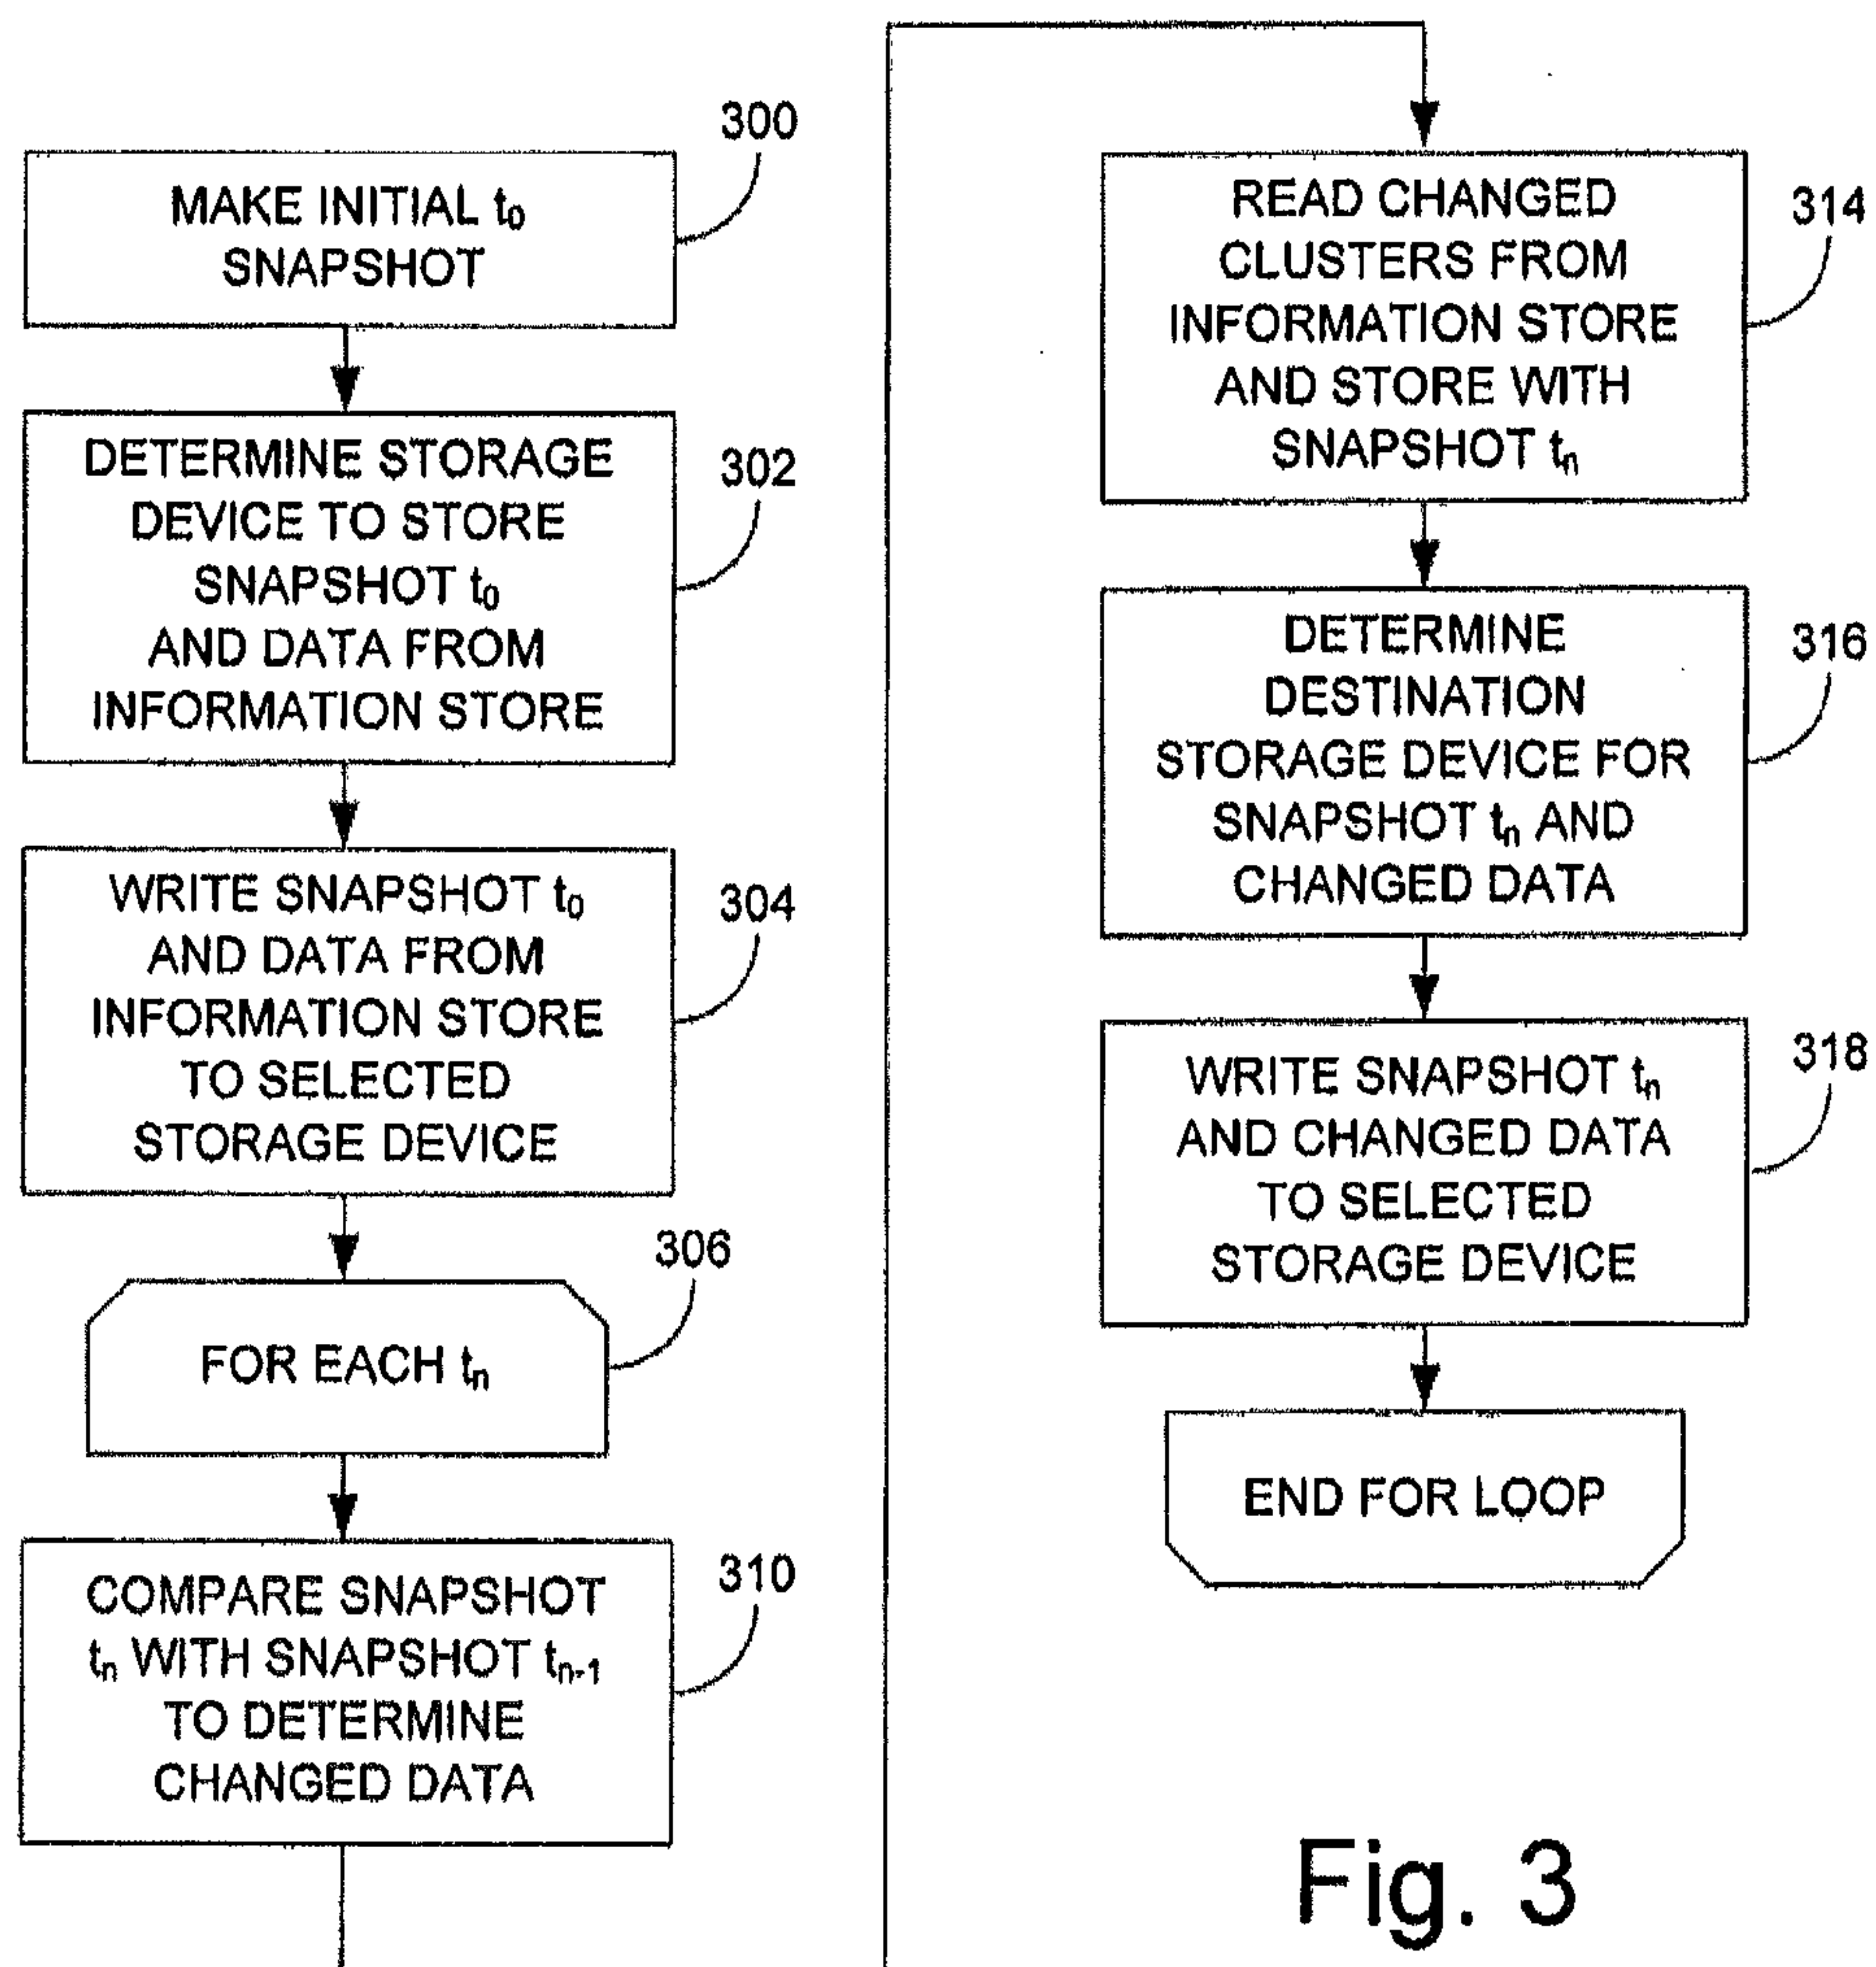 300
MAKE INITIAL t₀
SNAPSHOT
302
DETERMINE STORAGE
DEVICE TO STORE
SNAPSHOT t₀
AND DATA FROM
INFORMATION STORE
304
WRITE SNAPSHOT t₀
AND DATA FROM
INFORMATION STORE
TO SELECTED
STORAGE DEVICE
306
FOR EACH tₙ
310
COMPARE SNAPSHOT
tₙ WITH SNAPSHOT tₙ₋₁
TO DETERMINE
CHANGED DATA
314
READ CHANGED
CLUSTERS FROM
INFORMATION STORE
AND STORE WITH
SNAPSHOT tₙ
316
DETERMINE
DESTINATION
STORAGE DEVICE FOR
SNAPSHOT tₙ AND
CHANGED DATA
318
WRITE SNAPSHOT tₙ
AND CHANGED DATA
TO SELECTED
STORAGE DEVICE
END FOR LOOP
Fig. 3